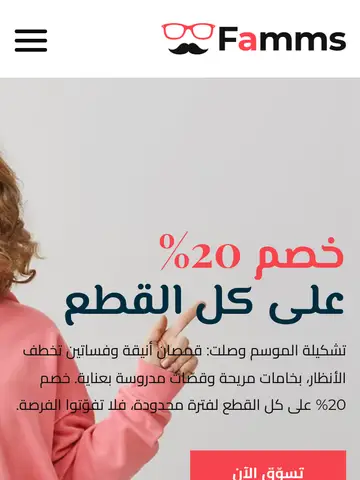 Famms
خصم 20%
على كل القطع
تشكيلة الموسم وصلت: قمصان أنيقة وفساتين تخطف
الأنظار، بخامات مريحة وقصّات مدروسة بعناية. خصم
20% على كل القطع لفترة محدودة، فلا تفوّتوا الفرصة.
تسوّق الآن